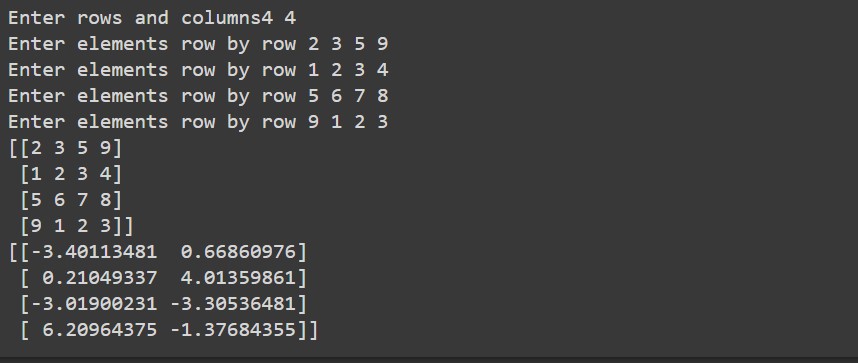 Enter rows and columns4 4
Enter elements row by row 2 3 5 9
Enter elements row by row 1 2 3 4
Enter elements row by row 5 6 7 8
Enter elements row by row 9 1 2 3
[[2 3 5 9]
 [1 2 3 4]
 [5 6 7 8]
 [9 1 2 3]]
[[-3.40113481  0.66860976]
 [ 0.21049337  4.01359861]
 [-3.01900231 -3.30536481]
 [ 6.20964375 -1.37684355]]